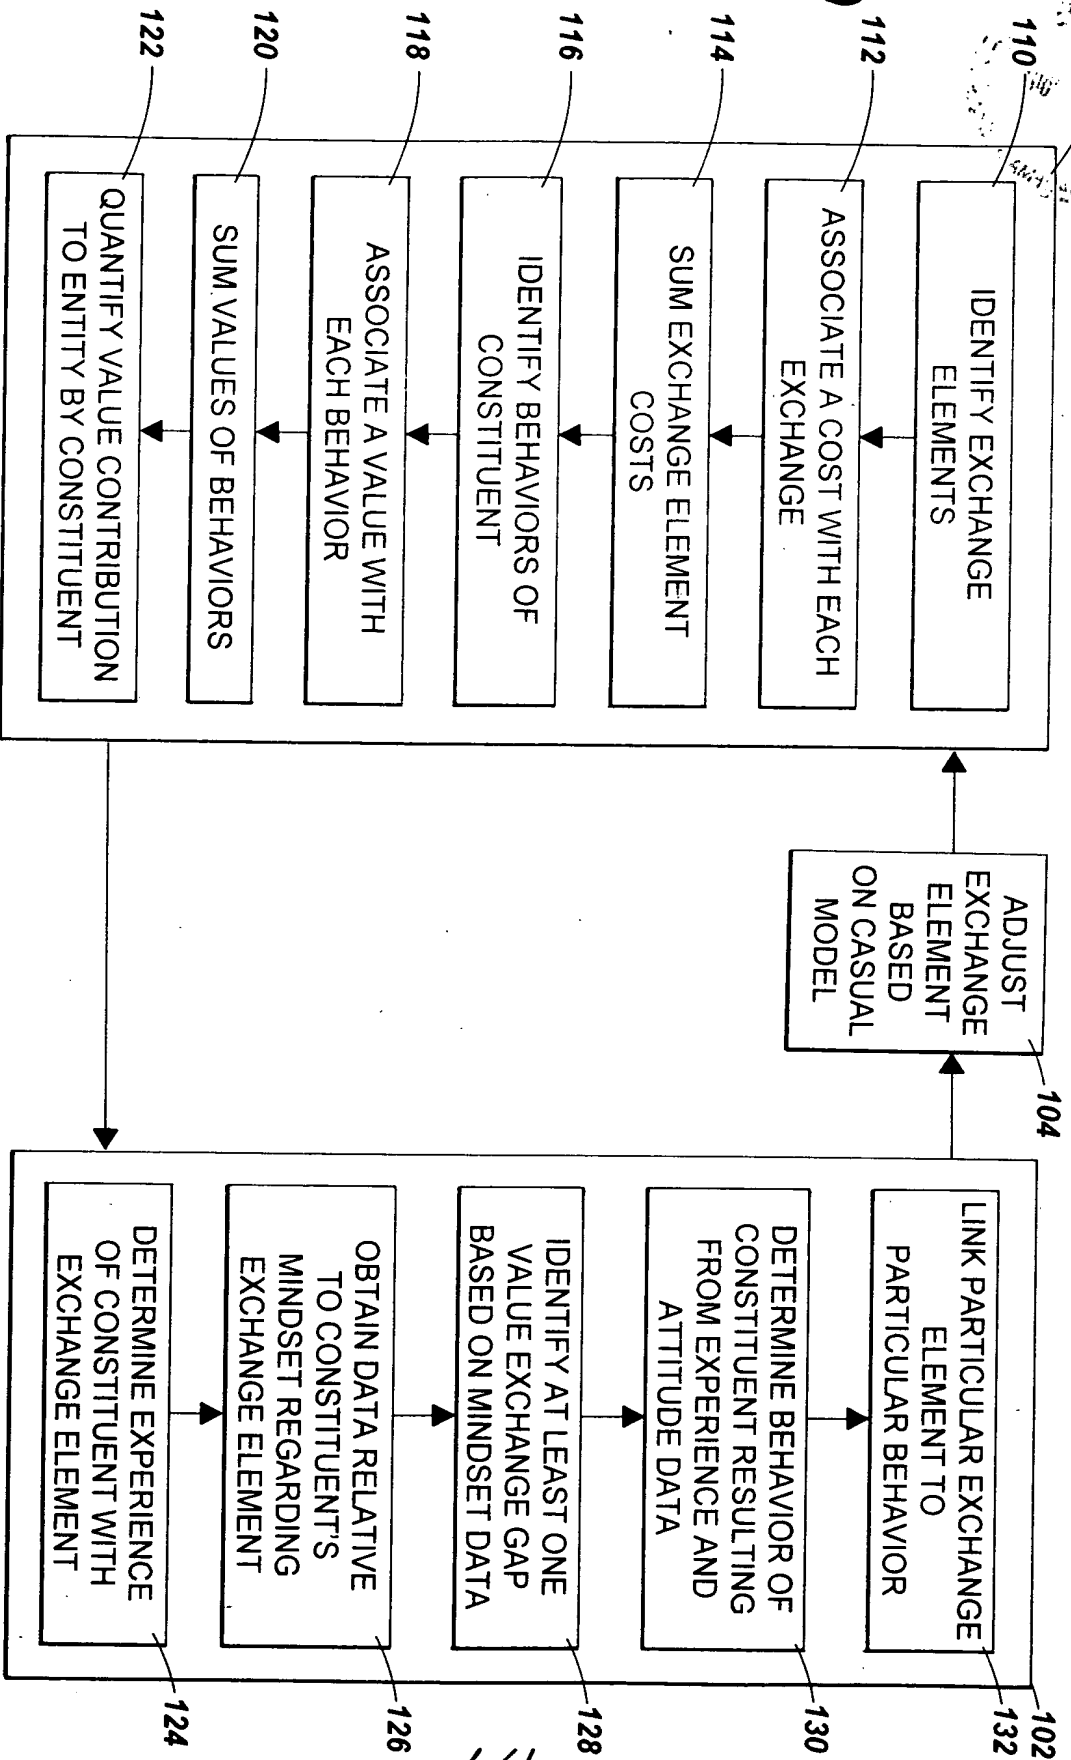 110
IDENTIFY EXCHANGE
ELEMENTS
112
ASSOCIATE A COST WITH EACH
EXCHANGE
114
SUM EXCHANGE ELEMENT
COSTS
116
IDENTIFY BEHAVIORS OF
CONSTITUENT
118
ASSOCIATE A VALUE WITH
EACH BEHAVIOR
120
SUM VALUES OF BEHAVIORS
122
QUANTIFY VALUE CONTRIBUTION
TO ENTITY BY CONSTITUENT
ADJUST
EXCHANGE
ELEMENT
BASED
ON CASUAL
MODEL
104
102
LINK PARTICULAR EXCHANGE
ELEMENT TO
PARTICULAR BEHAVIOR
132
DETERMINE BEHAVIOR OF
CONSTITUENT RESULTING
FROM EXPERIENCE AND
ATTITUDE DATA
130
IDENTIFY AT LEAST ONE
VALUE EXCHANGE GAP
BASED ON MINDSET DATA
128
OBTAIN DATA RELATIVE
TO CONSTITUENT'S
MINDSET REGARDING
EXCHANGE ELEMENT
126
DETERMINE EXPERIENCE
OF CONSTITUENT WITH
EXCHANGE ELEMENT
124